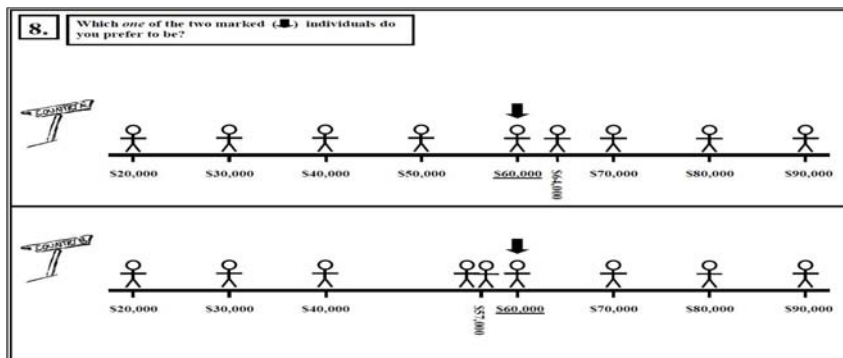 8.
Which one of the two marked (⬇) individuals do
you prefer to be?
COUNTRY A
$20,000 $30,000 $40,000 $50,000 $60,000 $64,000 $70,000 $80,000 $90,000
$20,000 $30,000 $40,000 $57,000 $60,000 $70,000 $80,000 $90,000